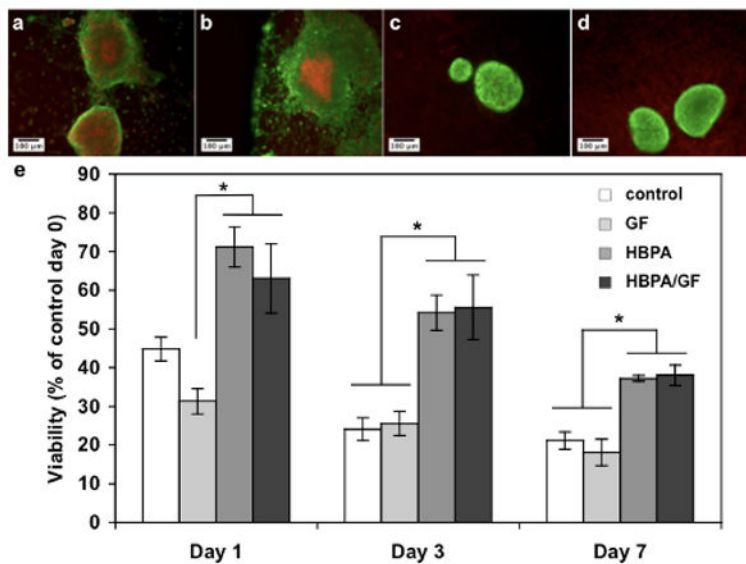 a b c d
100 μm 100 μm 100 μm 100 μm
e
Viability (% of control day 0)
90
80
70
60
50
40
30
20
10
0
* * *
control
GF
HBPA
HBPA/GF
Day 1 Day 3 Day 7